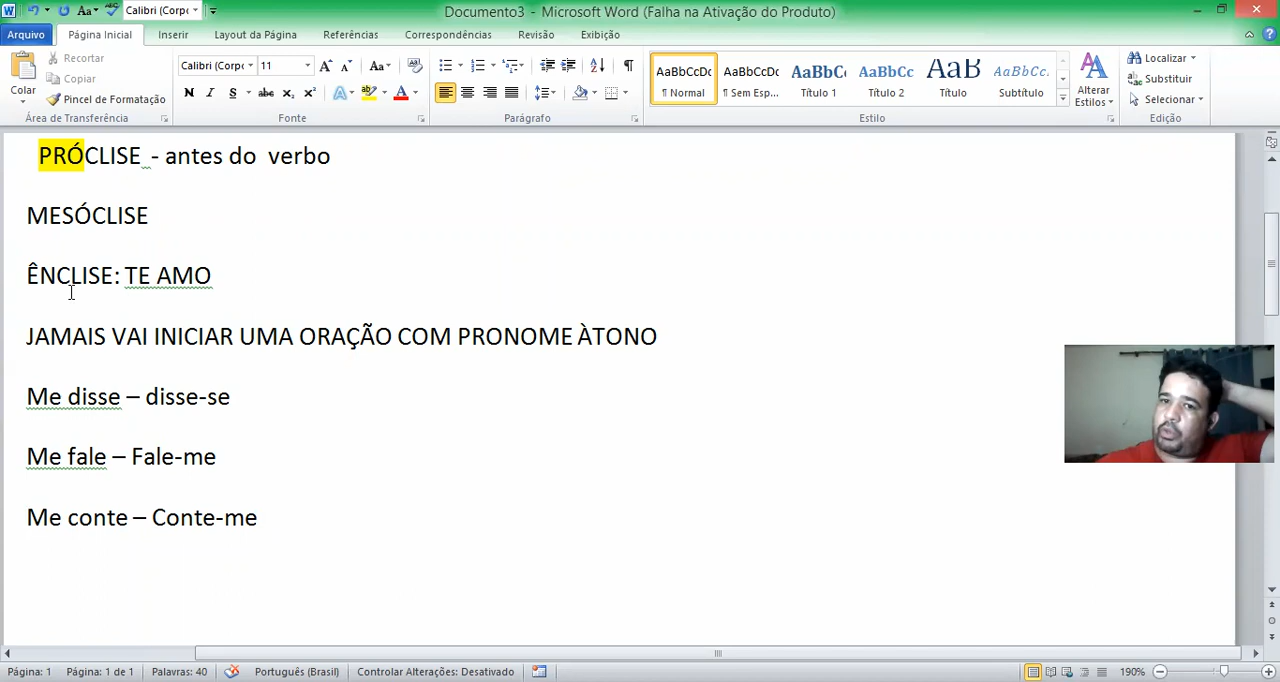 Documento3 - Microsoft Word (Falha na Ativação do Produto)
Calibri (Corpo
Arquivo Página Inicial Inserir Layout da Página Referências Correspondências Revisão Exibição
Colar
Recortar
Copiar
Pincel de Formatação
Área de Transferência
Calibri (Corpo 11
N I S abc x₂ x²
Fonte
Parágrafo
AaBbCcDc AaBbCcDc AaBbC AaBbCc AaB AaBbCc.
¶ Normal ¶ Sem Esp... Título 1 Título 2 Título Subtítulo
Alterar Estilos
Estilo
Localizar
Substituir
Selecionar
Edição
PRÓCLISE - antes do verbo
MESÓCLISE
ÊNCLISE: TE AMO
JAMAIS VAI INICIAR UMA ORAÇÃO COM PRONOME ÀTONO
Me disse – disse-se
Me fale – Fale-me
Me conte – Conte-me
Página: 1 Página: 1 de 1 Palavras: 40 Português (Brasil) Controlar Alterações: Desativado 190%